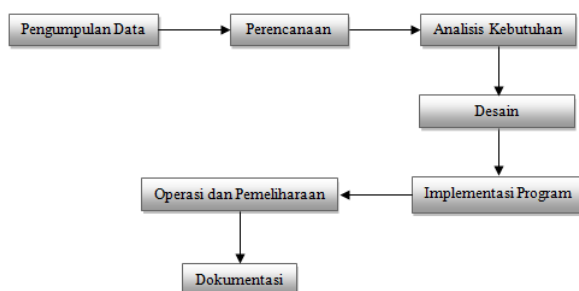 Pengumpulan Data
Perencanaan
Analisis Kebutuhan
Desain
Implementasi Program
Operasi dan Pemeliharaan
Dokumentasi